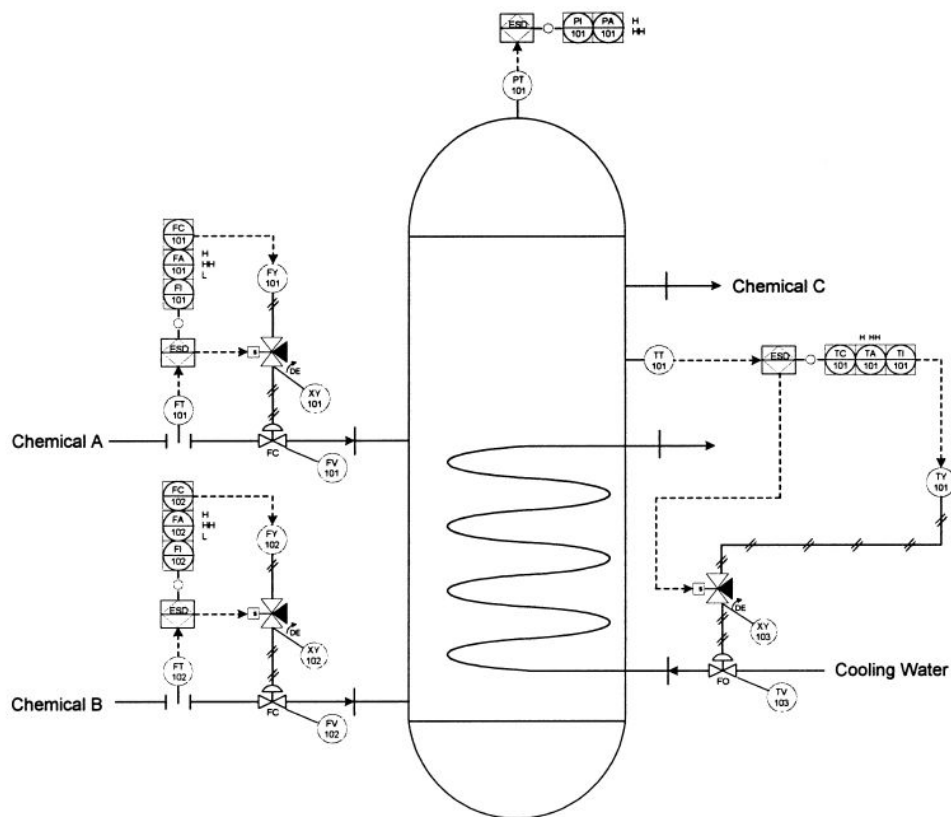 ESD
PI
101
PA
101
H
HH
PT
101
FC
101
FA
101
FI
101
H
HH
L
FY
101
ESD
S
DE
XY
101
FT
101
Chemical A
FC
FV
101
FC
102
FA
102
FI
102
H
HH
L
FY
102
ESD
S
DE
XY
102
FT
102
Chemical B
FC
FV
102
Chemical C
TT
101
ESD
H HH
TC
101
TA
101
TI
101
TY
101
S
DE
XY
103
Cooling Water
FO
TV
103